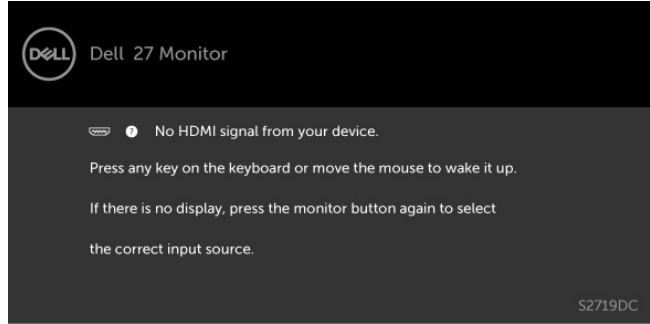 DELL
Dell 27 Monitor
? No HDMI signal from your device.
Press any key on the keyboard or move the mouse to wake it up.
If there is no display, press the monitor button again to select
the correct input source.
S2719DC